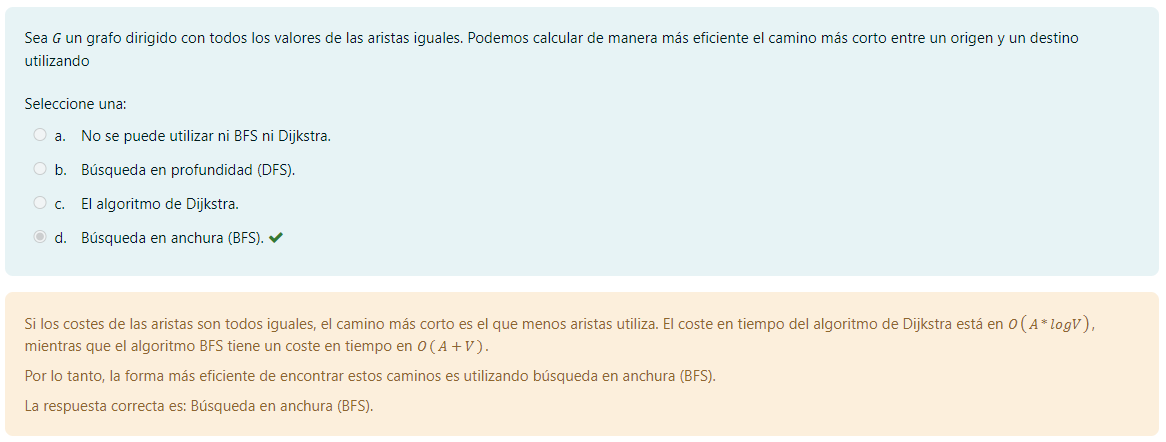 Sea G un grafo dirigido con todos los valores de las aristas iguales. Podemos calcular de manera más eficiente el camino más corto entre un origen y un destino
utilizando
Seleccione una:
a. No se puede utilizar ni BFS ni Dijkstra.
b. Búsqueda en profundidad (DFS).
c. El algoritmo de Dijkstra.
d. Búsqueda en anchura (BFS).
Si los costes de las aristas son todos iguales, el camino más corto es el que menos aristas utiliza. El coste en tiempo del algoritmo de Dijkstra está en O(A*logV),
mientras que el algoritmo BFS tiene un coste en tiempo en O(A+V).
Por lo tanto, la forma más eficiente de encontrar estos caminos es utilizando búsqueda en anchura (BFS).
La respuesta correcta es: Búsqueda en anchura (BFS).